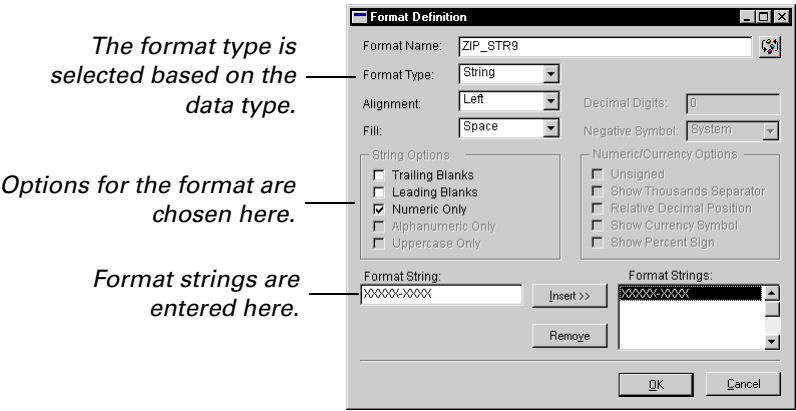 Format Definition
The format type is
selected based on the
data type.
Format Name: ZIP_STR9
Format Type: String
Alignment: Left
Decimal Digits: 0
Fill: Space
Negative Symbol: System
Options for the format are
chosen here.
String Options
Trailing Blanks
Leading Blanks
Numeric Only
Alphanumeric Only
Uppercase Only
Numeric/Currency Options
Unsigned
Show Thousands Separator
Relative Decimal Position
Show Currency Symbol
Show Percent Sign
Format strings are
entered here.
Format String:
XXXXX-XXXX
Insert >>
Remove
Format Strings:
XXXXX-XXXX
OK
Cancel